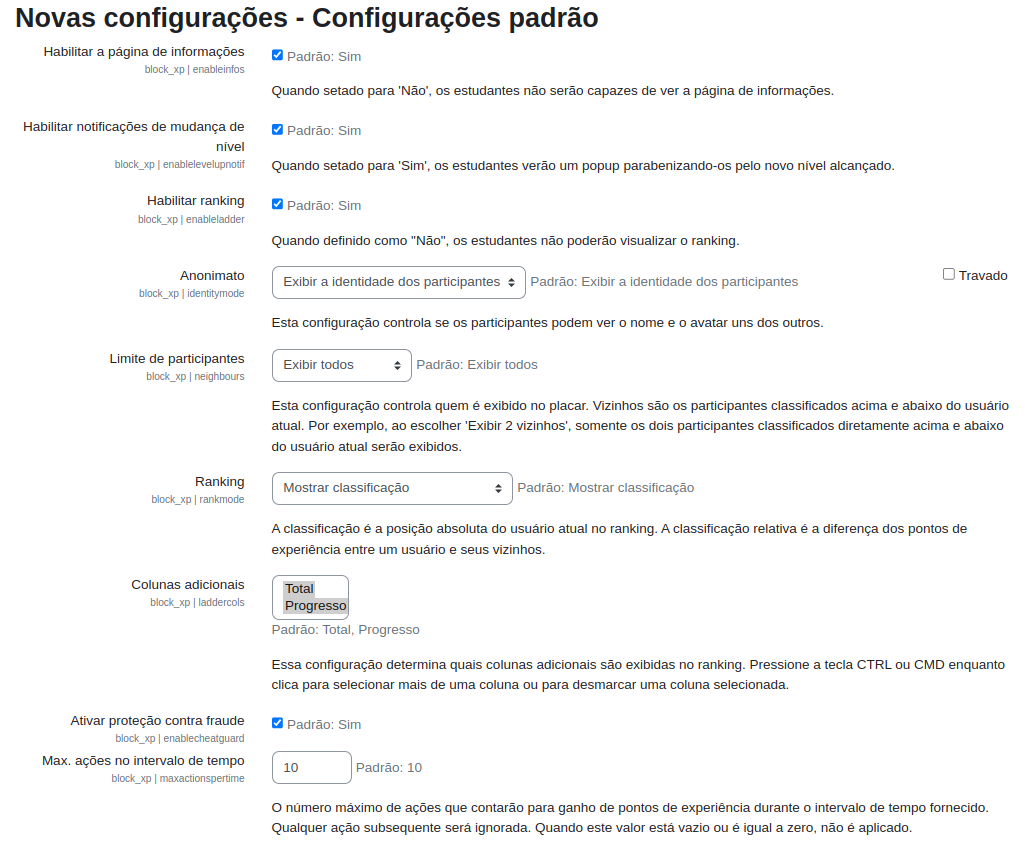 Novas configurações - Configurações padrão
Habilitar a página de informações
block_xp | enableinfos
Padrão: Sim
Quando setado para 'Não', os estudantes não serão capazes de ver a página de informações.
Habilitar notificações de mudança de
nível
block_xp | enablelevelupnotif
Padrão: Sim
Quando setado para 'Sim', os estudantes verão um popup parabenizando-os pelo novo nível alcançado.
Habilitar ranking
block_xp | enableladder
Padrão: Sim
Quando definido como "Não", os estudantes não poderão visualizar o ranking.
Anonimato
block_xp | identitymode
Exibir a identidade dos participantes
Padrão: Exibir a identidade dos participantes
Travado
Esta configuração controla se os participantes podem ver o nome e o avatar uns dos outros.
Limite de participantes
block_xp | neighbours
Exibir todos
Padrão: Exibir todos
Esta configuração controla quem é exibido no placar. Vizinhos são os participantes classificados acima e abaixo do usuário
atual. Por exemplo, ao escolher 'Exibir 2 vizinhos', somente os dois participantes classificados diretamente acima e abaixo
do usuário atual serão exibidos.
Ranking
block_xp | rankmode
Mostrar classificação
Padrão: Mostrar classificação
A classificação é a posição absoluta do usuário atual no ranking. A classificação relativa é a diferença dos pontos de
experiência entre um usuário e seus vizinhos.
Colunas adicionais
block_xp | laddercols
Total
Progresso
Padrão: Total, Progresso
Essa configuração determina quais colunas adicionais são exibidas no ranking. Pressione a tecla CTRL ou CMD enquanto
clica para selecionar mais de uma coluna ou para desmarcar uma coluna selecionada.
Ativar proteção contra fraude
block_xp | enablecheatguard
Padrão: Sim
Max. ações no intervalo de tempo
block_xp | maxactionspertime
10
Padrão: 10
O número máximo de ações que contarão para ganho de pontos de experiência durante o intervalo de tempo fornecido.
Qualquer ação subsequente será ignorada. Quando este valor está vazio ou é igual a zero, não é aplicado.